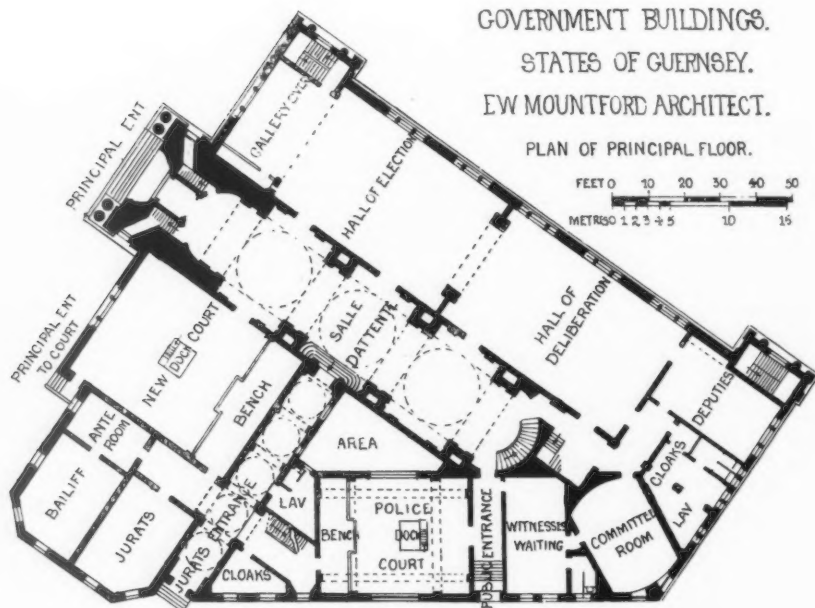 GOVERNMENT BUILDINGS.
STATES OF GUERNSEY.
EW MOUNTFORD ARCHITECT.
PLAN OF PRINCIPAL FLOOR.
FEET 0 10 20 30 40 50
METRES 0 1 2 3 4 5 10 15
PRINCIPAL ENT
GALLERY OVER
HALL OF ELECTION
SALLE
DATTENTE
HALL OF
DELIBERATION
DEPUTIES
CLOAKS
LAV
PRINCIPAL ENT
TO COURT
NEW COURT
DOCK
BENCH
ANTE
ROOM
BAILIFF
JURATS
JURATS ENTRANCE
LAV
CLOAKS
AREA
BENCH
POLICE
DOCK
COURT
PUBLIC ENTRANCE
WITNESSES
WAITING
COMMITTEE
ROOM